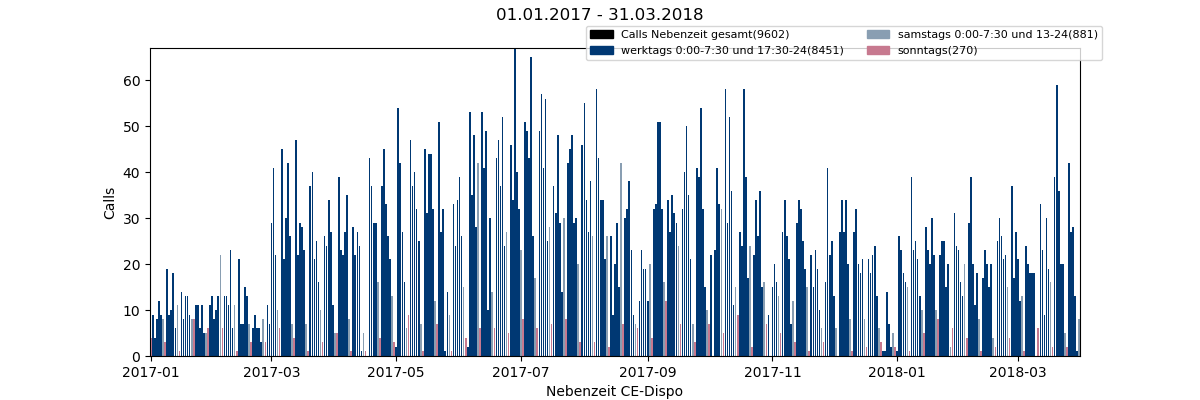 01.01.2017 - 31.03.2018
Calls Nebenzeit gesamt(9602)
werktags 0:00-7:30 und 17:30-24(8451)
samstags 0:00-7:30 und 13-24(881)
sonntags(270)
Calls
60
50
40
30
20
10
0
2017-01
2017-03
2017-05
2017-07
2017-09
2017-11
2018-01
2018-03
Nebenzeit CE-Dispo